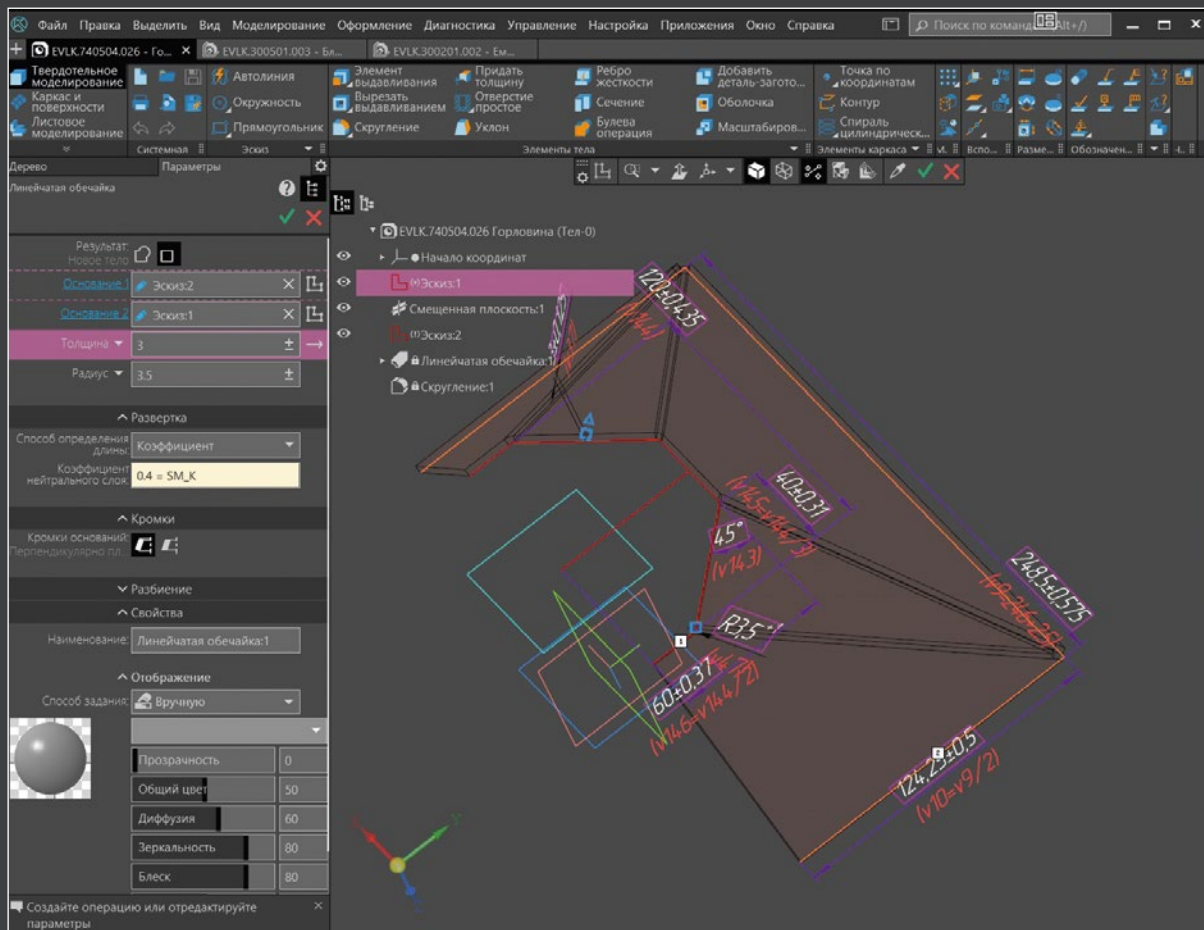 Файл Правка Выделить Вид Моделирование Оформление Диагностика Управление Настройка Приложения Окно Справка
Поиск по команда Alt+/)
EVLK.740504.026 - Го...
EVLK.300501.003 - Бл...
EVLK.300201.002 - Ем...
Твердотельное моделирование
Каркас и поверхности
Листовое моделирование
Системная
Автолиния
Окружность
Прямоугольник
Эскиз
Элемент выдавливания
Вырезать выдавливанием
Скругление
Придать толщину
Отверстие простое
Уклон
Ребро жесткости
Сечение
Булева операция
Добавить деталь-загото...
Оболочка
Масштабиров...
Элементы тела
Точка по координатам
Контур
Спираль цилиндрическ...
Элементы каркаса
Вспо...
Разме...
Обозначен...
Дерево
Параметры
Линейчатая обечайка
Результат:
Новое тело
Основание 1 Эскиз:2
Основание 2 Эскиз:1
Толщина 3
Радиус 3.5
Развертка
Способ определения длины: Коэффициент
Коэффициент нейтрального слоя: 0.4 = SM_K
Кромки
Кромки оснований:
Перпендикулярно пл...
Разбиение
Свойства
Наименование: Линейчатая обечайка:1
Отображение
Способ задания: Вручную
Прозрачность 0
Общий цвет 50
Диффузия 60
Зеркальность 80
Блеск 80
Создайте операцию или отредактируйте
параметры
EVLK.740504.026 Горловина (Тел-0)
Начало координат
Эскиз:1
Смещенная плоскость:1
Эскиз:2
Линейчатая обечайка:1
Скругление:1
120±0,435
40±0,31
(v145=v144/3)
45°
(v143)
R3,5
248,5±0,575
60±0,37
(v146=v144/2)
124,25±0,5
(v10=v9/2)
1
2
Y